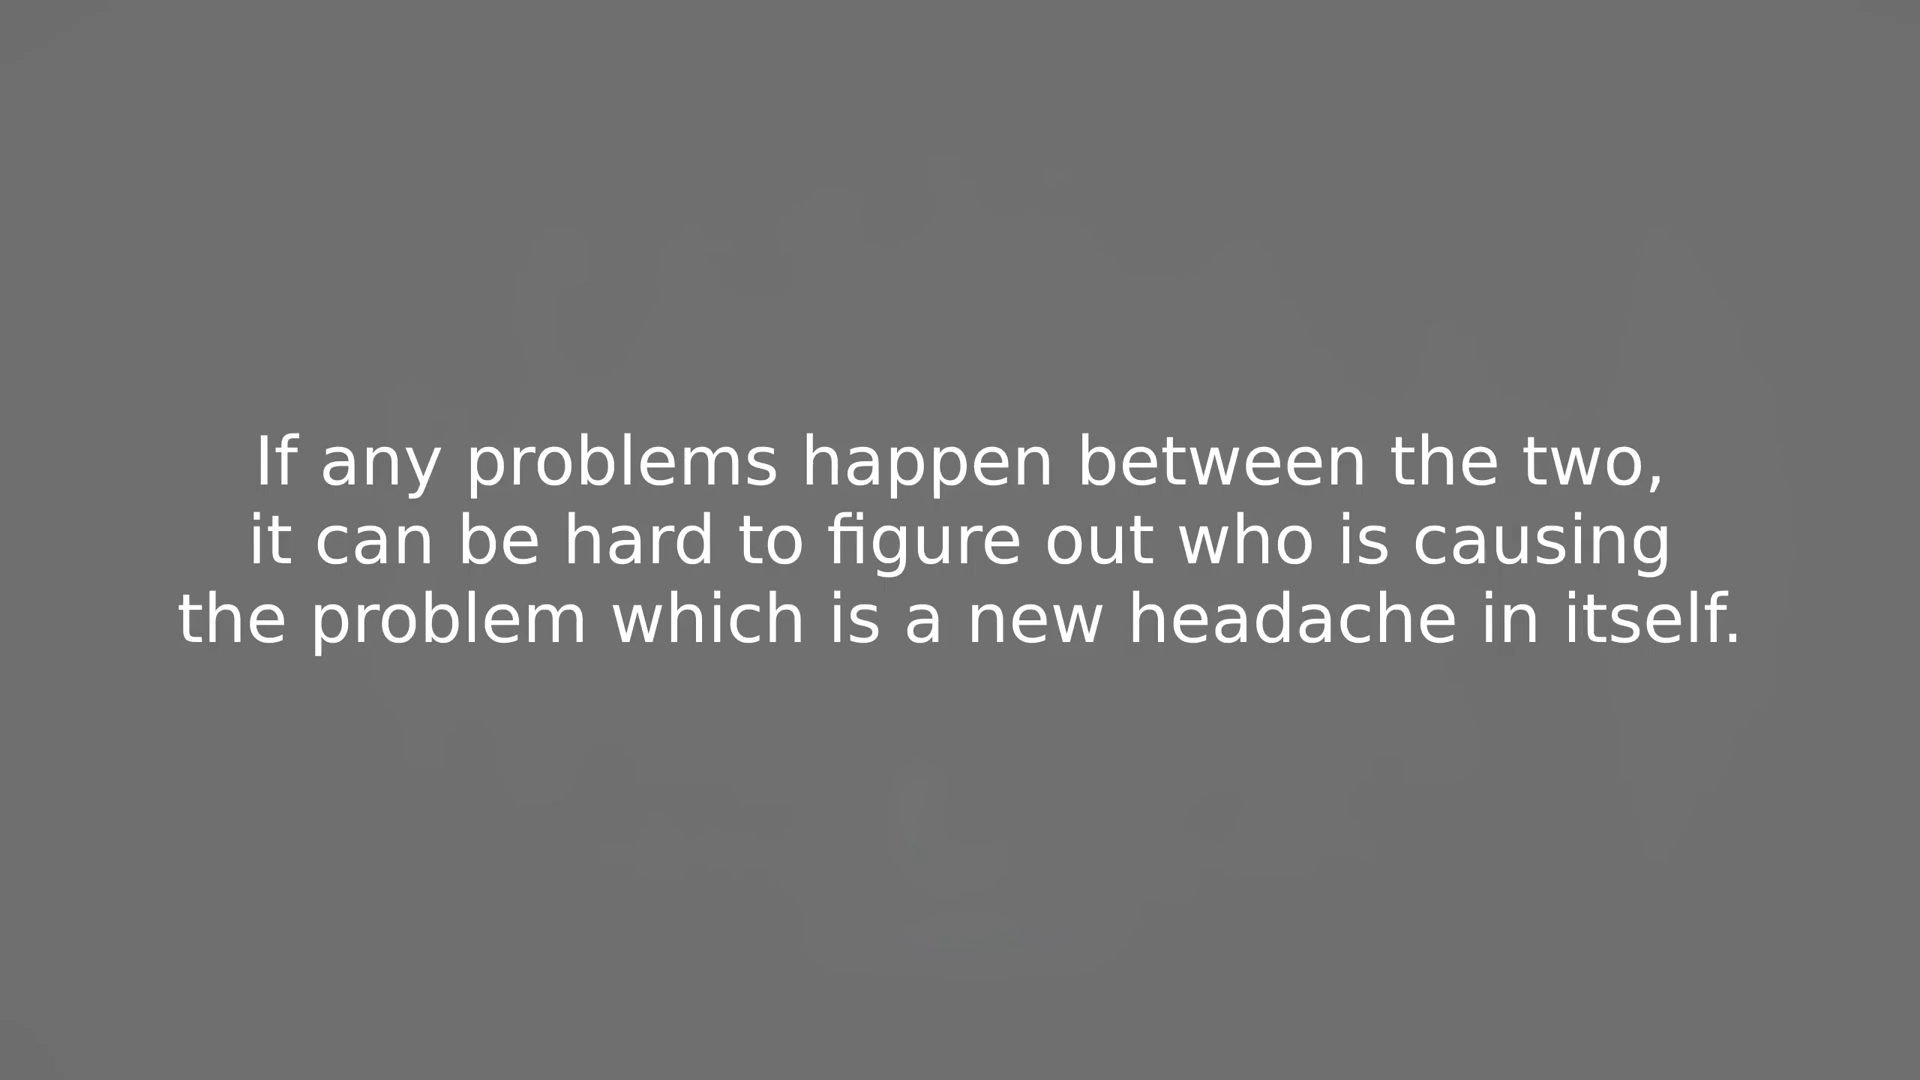 If any problems happen between the two,
it can be hard to figure out who is causing
the problem which is a new headache in itself.